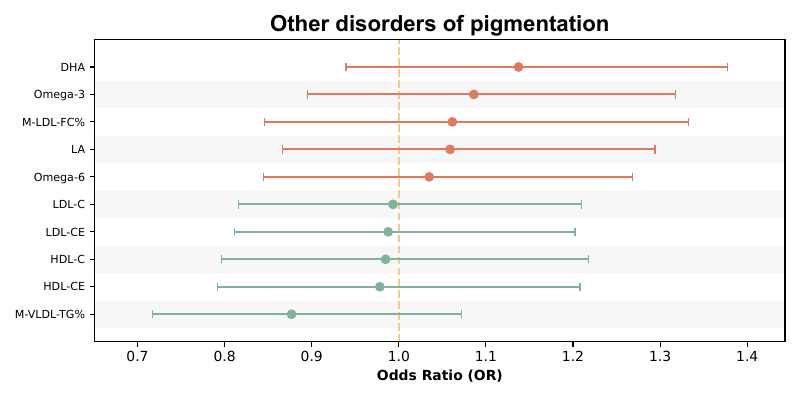 Other disorders of pigmentation
DHA
Omega-3
M-LDL-FC%
LA
Omega-6
LDL-C
LDL-CE
HDL-C
HDL-CE
M-VLDL-TG%
0.7 0.8 0.9 1.0 1.1 1.2 1.3 1.4
Odds Ratio (OR)